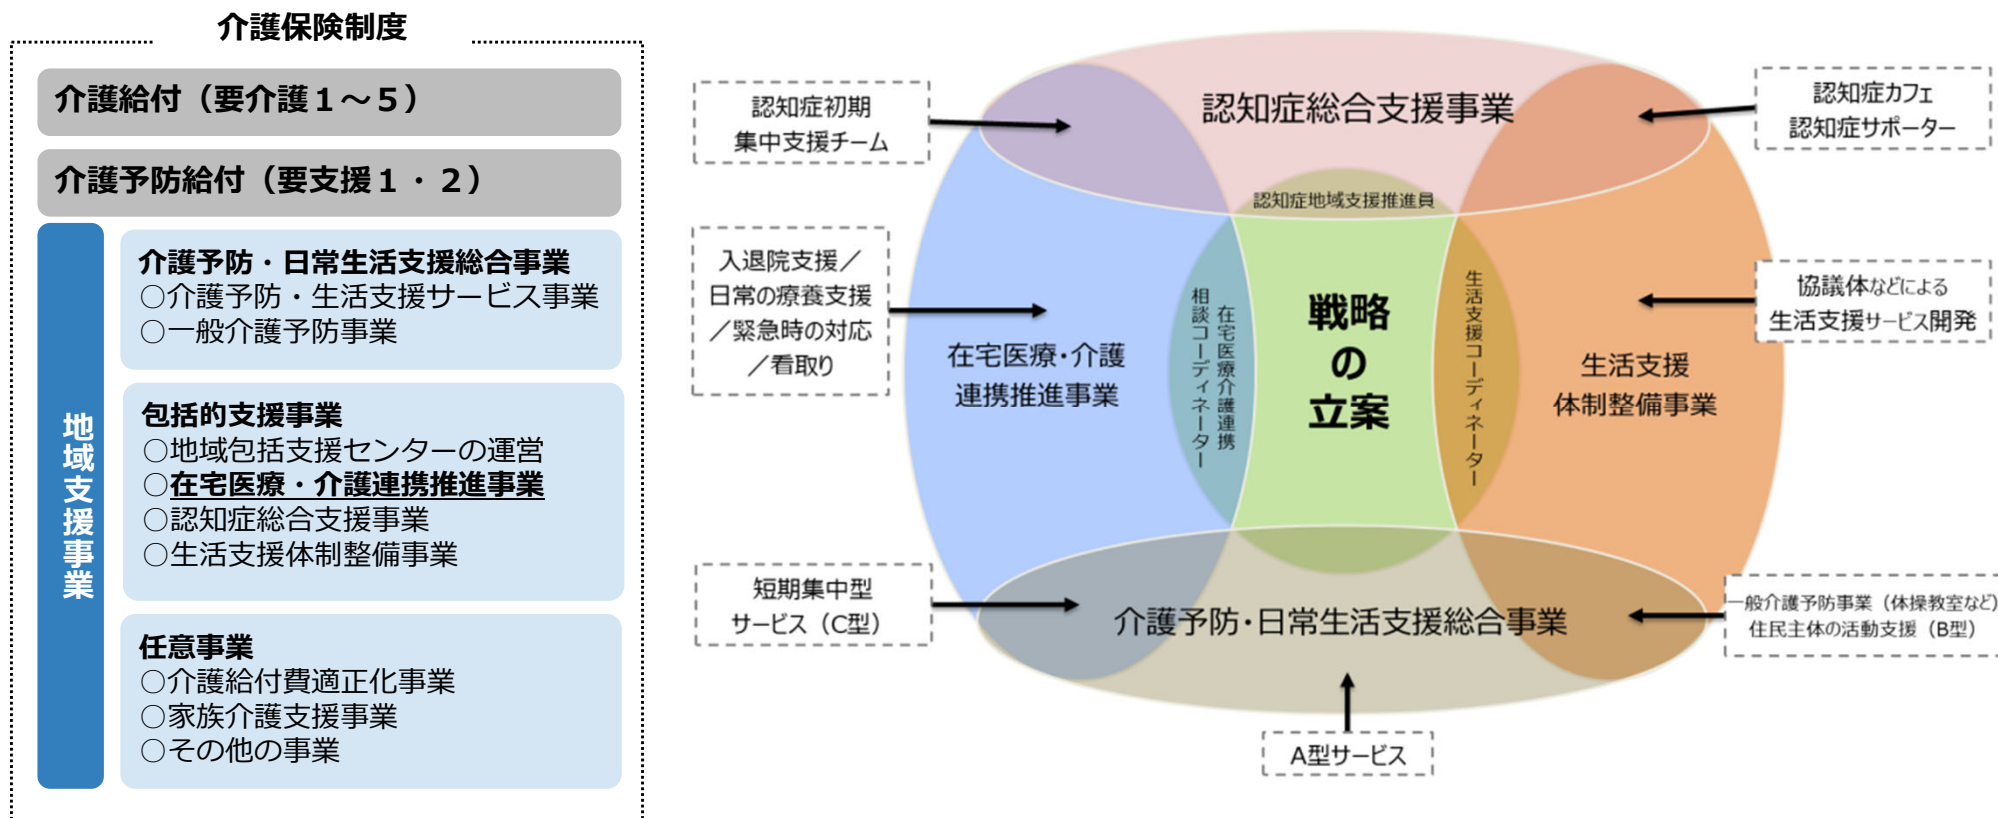 介護保険制度
介護給付（要介護１～５）
介護予防給付（要支援１・２）
地域支援事業
介護予防・日常生活支援総合事業
○介護予防・生活支援サービス事業
○一般介護予防事業
包括的支援事業
○地域包括支援センターの運営
○在宅医療・介護連携推進事業
○認知症総合支援事業
○生活支援体制整備事業
任意事業
○介護給付費適正化事業
○家族介護支援事業
○その他の事業
認知症初期
集中支援チーム
認知症総合支援事業
認知症カフェ
認知症サポーター
認知症地域支援推進員
入退院支援／
日常の療養支援
／緊急時の対応
／看取り
在宅医療・介護
連携推進事業
在宅医療介護連携
相談コーディネーター
戦略
の
立案
生活支援コーディネーター
生活支援
体制整備事業
協議体などによる
生活支援サービス開発
短期集中型
サービス（C型）
介護予防・日常生活支援総合事業
一般介護予防事業（体操教室など）
住民主体の活動支援（B型）
A型サービス